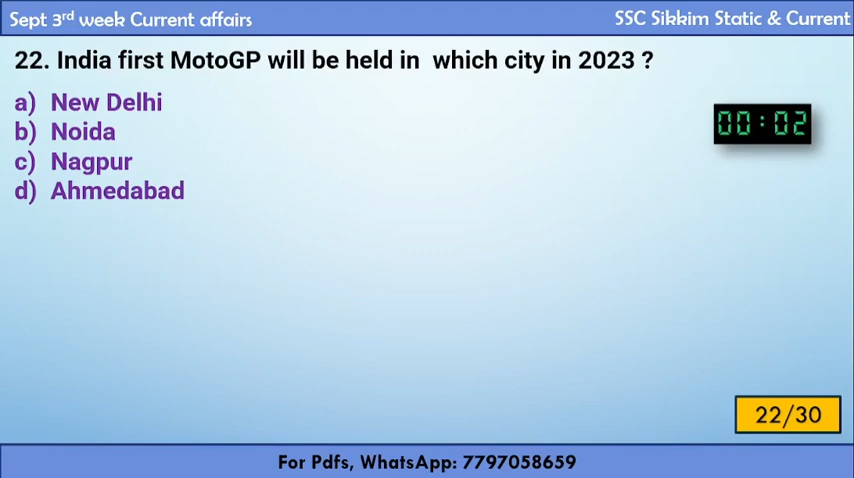 Sept 3rd week Current affairs
SSC Sikkim Static & Current
22. India first MotoGP will be held in which city in 2023 ?
a) New Delhi
b) Noida
c) Nagpur
d) Ahmedabad
00:02
22/30
For Pdfs, WhatsApp: 7797058659